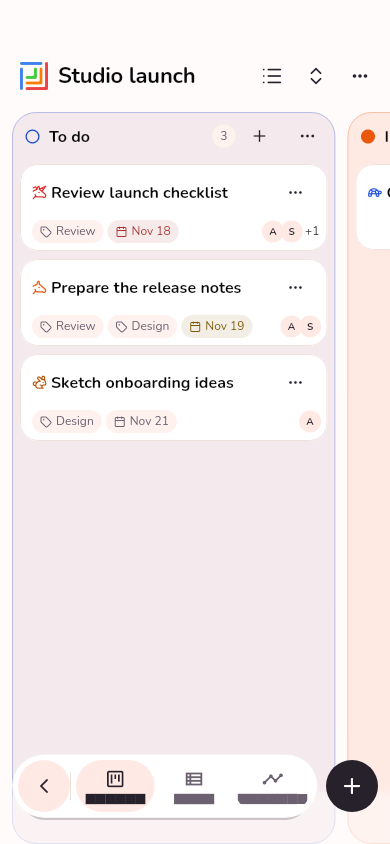 Studio launch
To do 3
Review launch checklist
Review Nov 18 A S +1
Prepare the release notes
Review Design Nov 19 A S
Sketch onboarding ideas
Design Nov 21 A